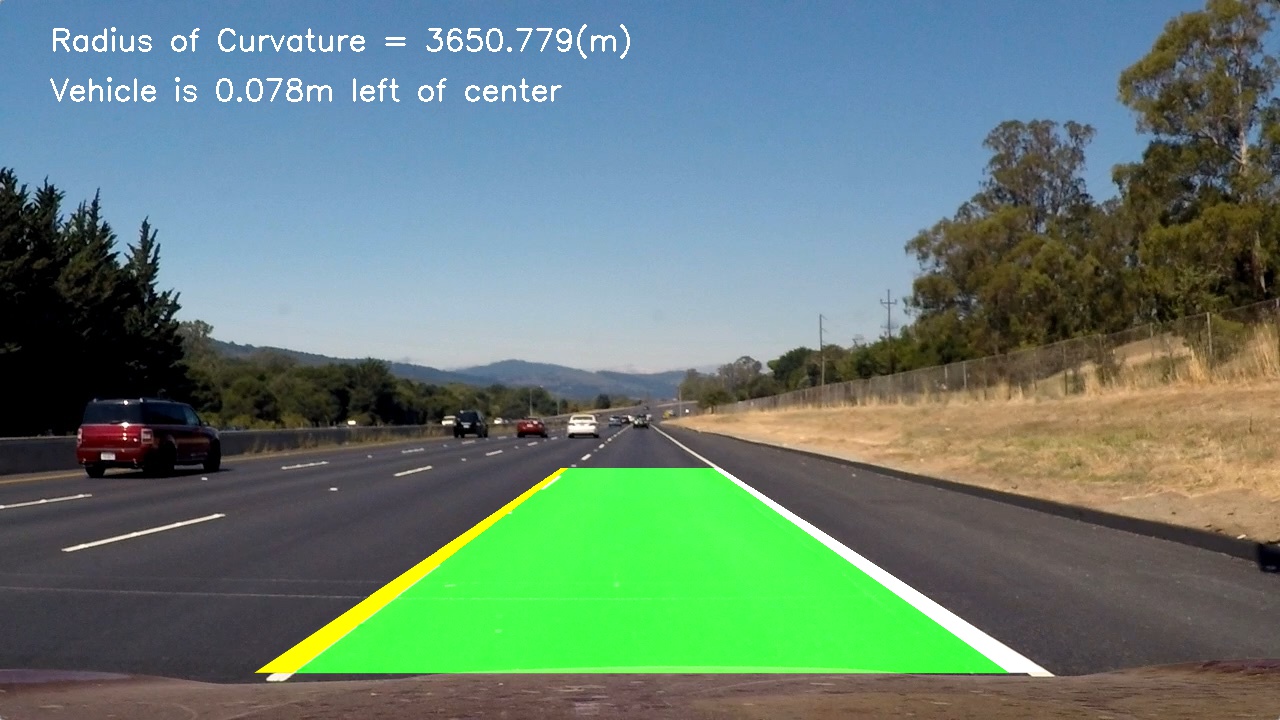 Radius of Curvature = 3650.779(m)
Vehicle is 0.078m left of center